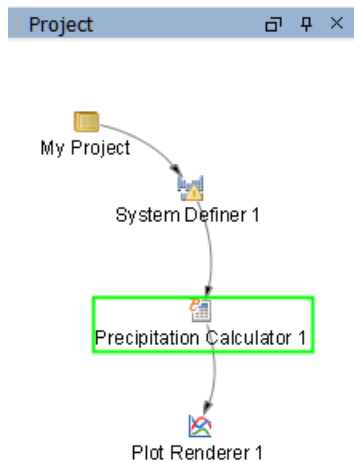 Project
My Project
System Definer 1
Precipitation Calculator 1
Plot Renderer 1